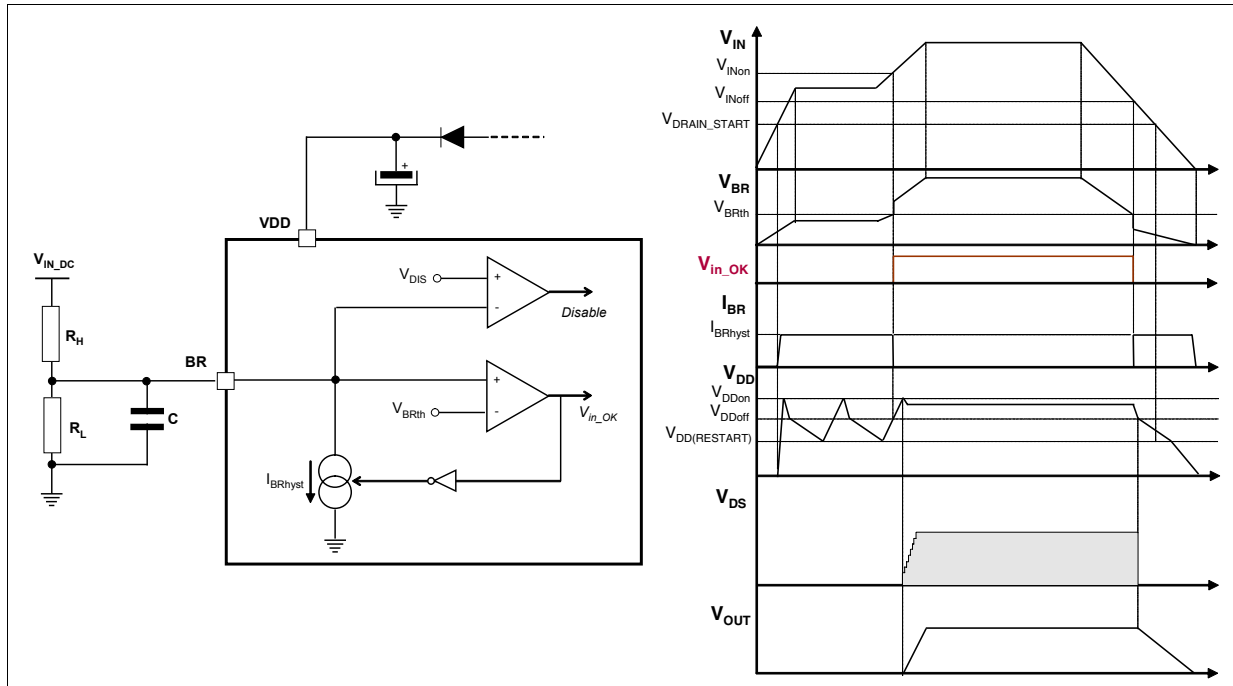 VDD
V_IN_DC
R_H
BR
R_L
C
V_DIS
+
-
Disable
+
V_BRth
-
V_in_OK
I_BRhyst
+
V_IN
V_INon
V_INoff
V_DRAIN_START
V_BR
V_BRth
V_in_OK
I_BR
I_BRhyst
V_DD
V_DDon
V_DDoff
V_DD(RESTART)
V_DS
V_OUT